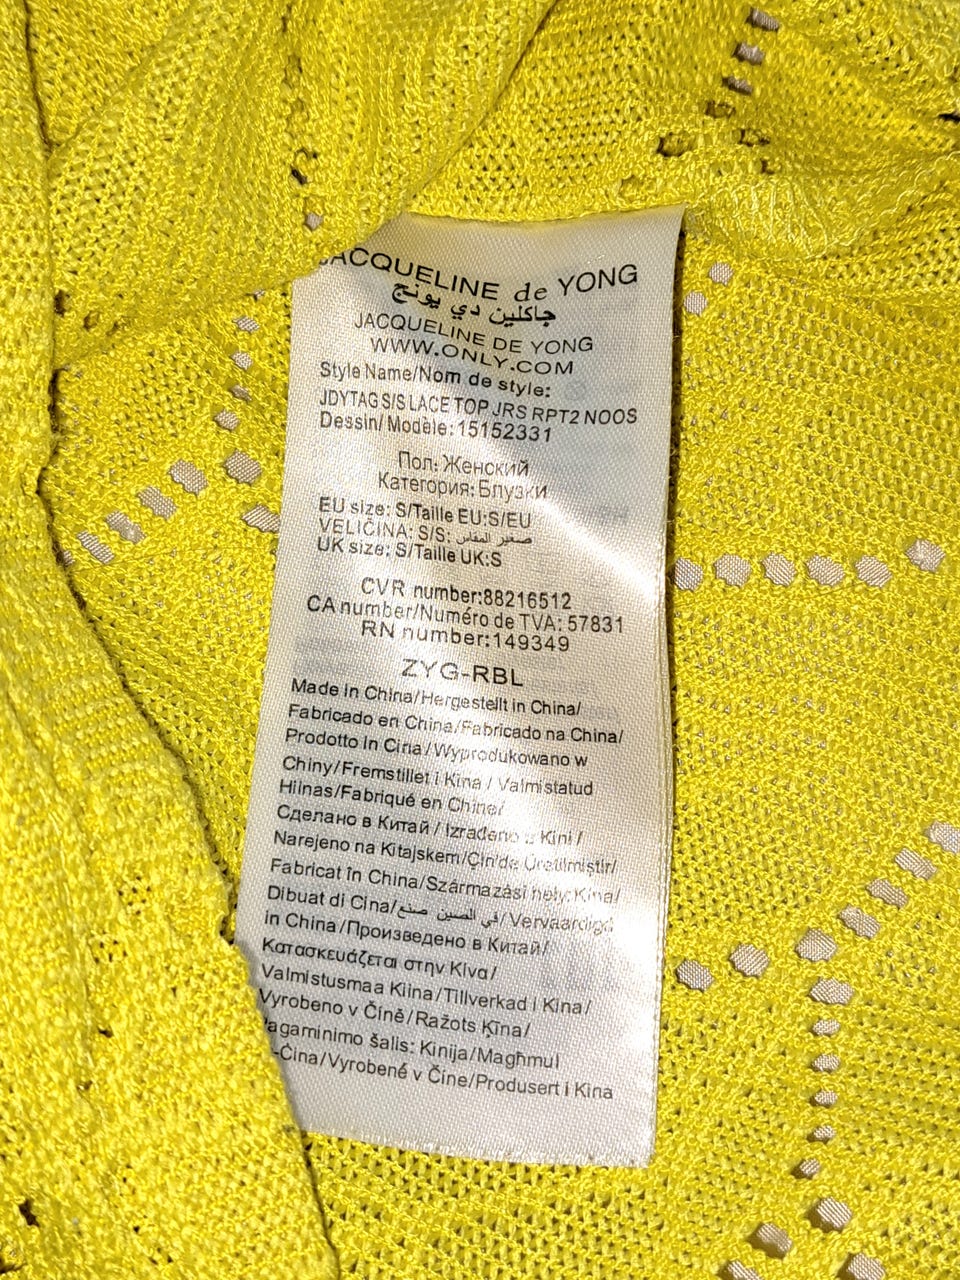 JACQUELINE de YONG
جاكلين دي يونج
JACQUELINE DE YONG
WWW.ONLY.COM
Style Name/Nom de style:
JDYTAG S/S LACE TOP JRS RPT2 NOOS
Dessin/ Modèle:15152331
Пол: Женский
Категория: Блузки
EU size: S/Taille EU:S/EU
VELIČINA: S/S: صغير المقاس
UK size: S/Taille UK:S
CVR number:88216512
CA number/Numéro de TVA: 57831
RN number:149349
ZYG-RBL
Made in China/Hergestellt in China/
Fabricado en China/Fabricado na China/
Prodotto in Cina/Wyprodukowano w
Chiny/Fremstillet i Kina / Valmistatud
Hiinas/Fabriqué en Chine/
Сделано в Китай / Izrađeno u Kini /
Narejeno na Kitajskem/Çin'de Üretilmiştir/
Fabricat în China/Származási hely: Kína/
Dibuat di Cina/في الصين صنع/Vervaardigd
in China/Произведено в Китай/
Κατασκευάζεται στην Κίνα/
Valmistusmaa Kiina/Tillverkad i Kina/
Vyrobeno v Číně/Ražots Ķīna/
agaminimo šalis: Kinija/Magħmul
-Ċina/Vyrobené v Číne/Produsert i Kina